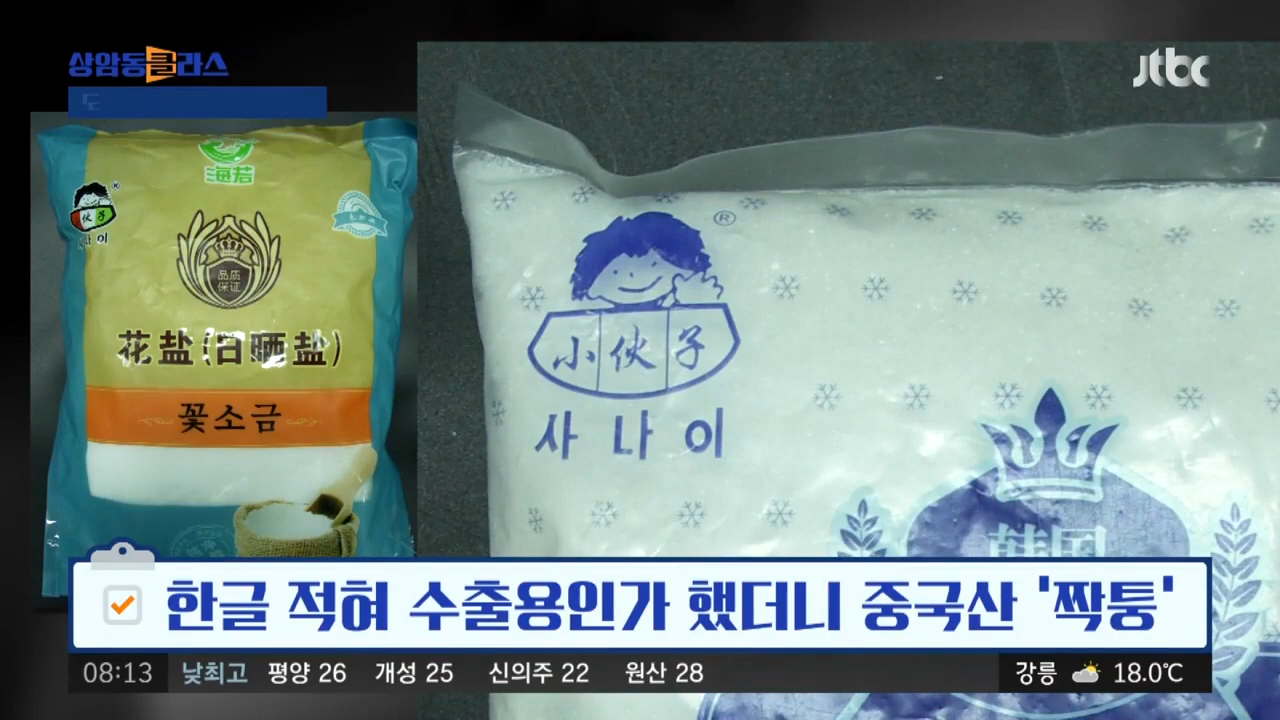 상암동클라스
jtbc
海若
伙子
사나이
品质
保证
花盐(日晒盐)
꽃소금
®
小伙子
사나이
韩国
한글 적혀 수출용인가 했더니 중국산 '짝퉁'
08:13 낮최고 평양 26 개성 25 신의주 22 원산 28
강릉 18.0℃